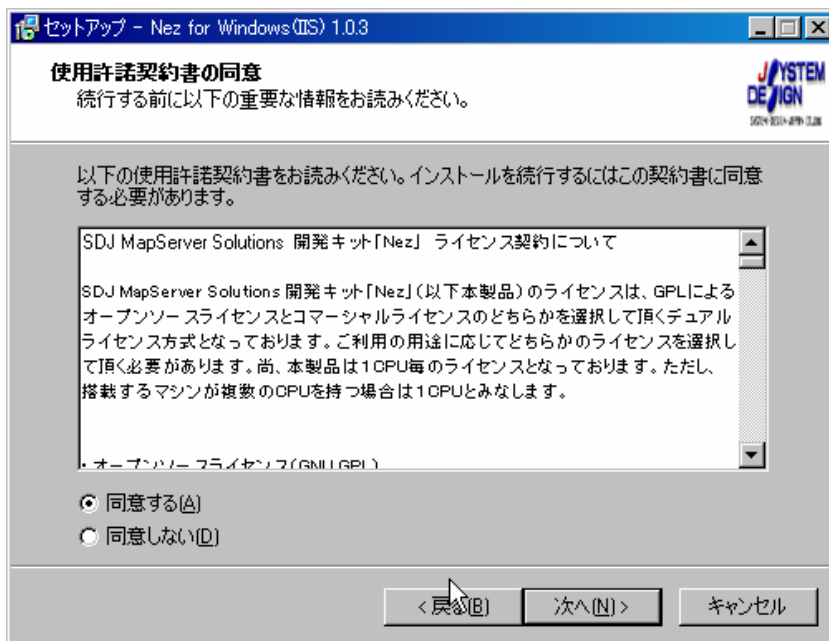 セットアップ - Nez for Windows(IIS) 1.0.3
使用許諾契約書の同意
続行する前に以下の重要な情報をお読みください。
SYSTEM
DESIGN
以下の使用許諾契約書をお読みください。インストールを続行するにはこの契約書に同意
する必要があります。
SDJ MapServer Solutions 開発キット「Nez」 ライセンス契約について
SDJ MapServer Solutions 開発キット「Nez」(以下本製品)のライセンスは、GPLによる
オープンソースライセンスとコマーシャルライセンスのどちらかを選択して頂くデュアル
ライセンス方式となっております。ご利用の用途に応じてどちらかのライセンスを選択し
て頂く必要があります。尚、本製品は1CPU毎のライセンスとなっております。ただし、
搭載するマシンが複数のCPUを持つ場合は1CPUとみなします。
・オープンソースライセンス(GNU GPL)
同意する(A)
同意しない(D)
< 戻る(B)
次へ(N) >
キャンセル